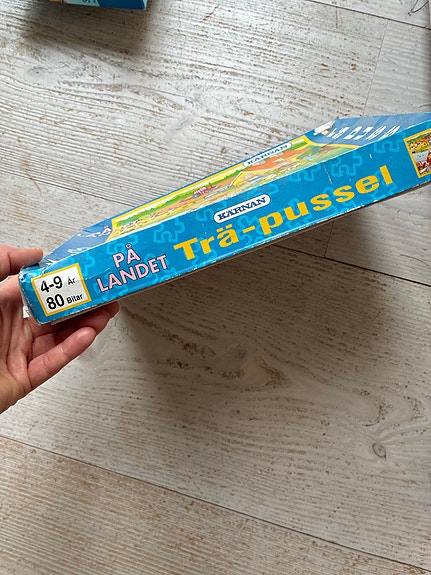 KÄRNAN
4-9 År
80 Bitar
PÅ
LANDET
KÄRNAN
Trä-pussel